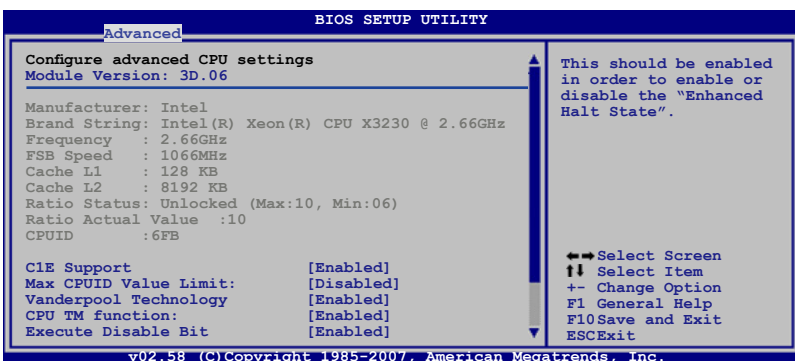 BIOS SETUP UTILITY
Advanced
Configure advanced CPU settings
Module Version: 3D.06
Manufacturer: Intel
Brand String: Intel(R) Xeon(R) CPU X3230 @ 2.66GHz
Frequency : 2.66GHz
FSB Speed : 1066MHz
Cache L1 : 128 KB
Cache L2 : 8192 KB
Ratio Status: Unlocked (Max:10, Min:06)
Ratio Actual Value :10
CPUID :6FB
C1E Support [Enabled]
Max CPUID Value Limit: [Disabled]
Vanderpool Technology [Enabled]
CPU TM function: [Enabled]
Execute Disable Bit [Enabled]
This should be enabled
in order to enable or
disable the “Enhanced
Halt State”.
Select Screen
Select Item
+- Change Option
F1 General Help
F10Save and Exit
ESCExit
v02.58 (C)Copyright 1985-2007, American Megatrends, Inc.